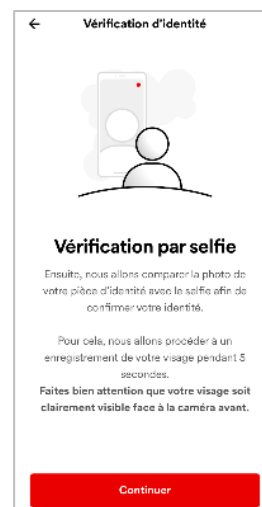 Vérification d'identité
Vérification par selfie
Ensuite, nous allons comparer la photo de
votre pièce d'identité avec le selfie afin de
confirmer votre identité.
Pour cela, nous allons procéder à un
enregistrement de votre visage pendant 5
secondes.
Faites bien attention que votre visage soit
clairement visible face à la caméra avant.
Continuer